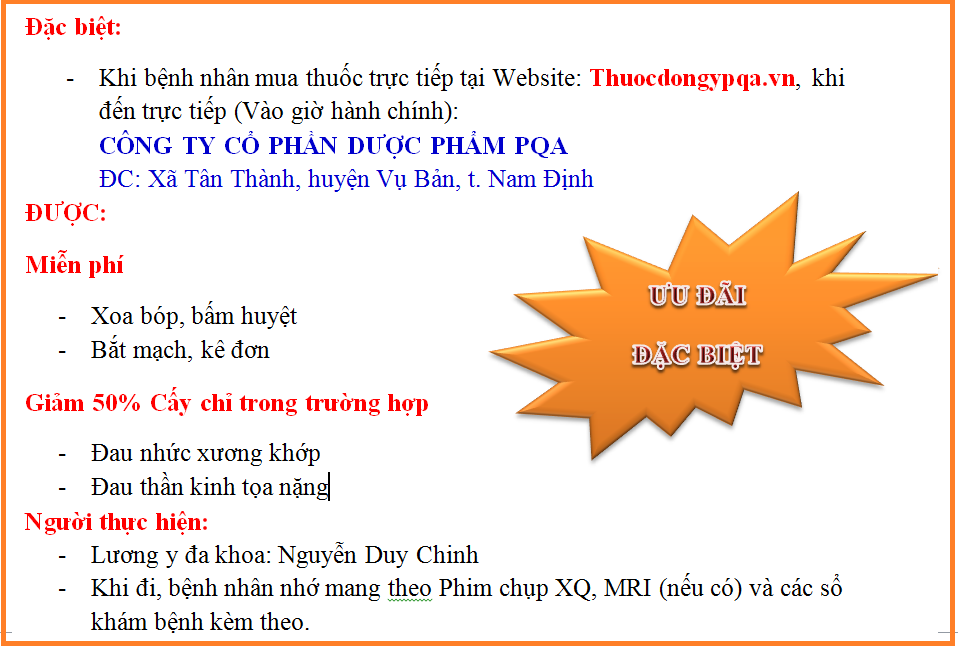 Đặc biệt:
- Khi bệnh nhân mua thuốc trực tiếp tại Website: Thuocdongypqa.vn, khi
đến trực tiếp (Vào giờ hành chính):
CÔNG TY CỔ PHẦN DƯỢC PHẨM PQA
ĐC: Xã Tân Thành, huyện Vụ Bản, t. Nam Định
ĐƯỢC:
Miễn phí
- Xoa bóp, bấm huyệt
- Bắt mạch, kê đơn
ƯU ĐÃI
ĐẶC BIỆT
Giảm 50% Cấy chỉ trong trường hợp
- Đau nhức xương khớp
- Đau thần kinh tọa nặng
Người thực hiện:
- Lương y đa khoa: Nguyễn Duy Chinh
- Khi đi, bệnh nhân nhớ mang theo Phim chụp XQ, MRI (nếu có) và các sổ
khám bệnh kèm theo.